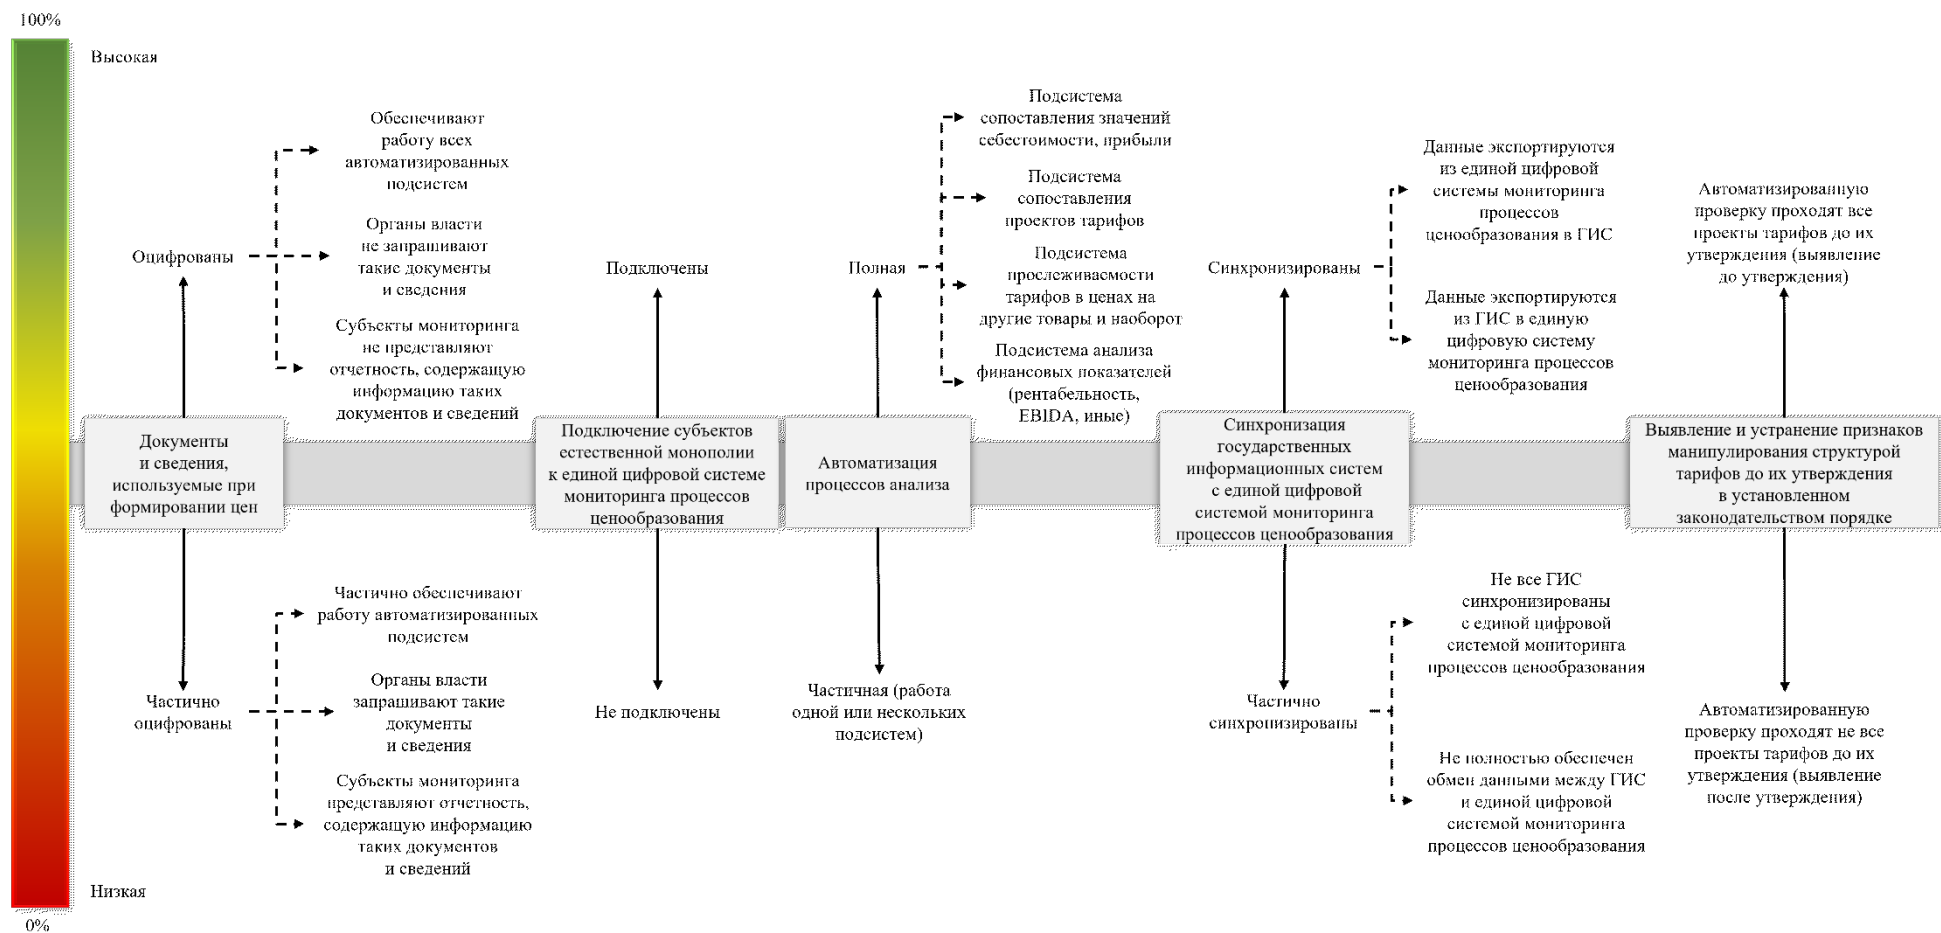 100%
Высокая
Обеспечивают
работу всех
автоматизированных
подсистем
Органы власти
не запрашивают
такие документы
и сведения
Субъекты мониторинга
не представляют
отчетность, содержащую
информацию таких
документов и сведений
Оцифрованы
Документы
и сведения,
используемые при
формировании цен
Частично
оцифрованы
Частично обеспечивают
работу автоматизированных
подсистем
Органы власти
запрашивают такие
документы
и сведения
Субъекты мониторинга
представляют отчетность,
содержащую информацию
таких документов
и сведений
Подключены
Подключение субъектов
естественной монополии
к единой цифровой системе
мониторинга процессов
ценообразования
Не подключены
Подсистема
сопоставления значений
себестоимости, прибыли
Подсистема
сопоставления
проектов тарифов
Подсистема
прослеживаемости
тарифов в ценах на
другие товары и наоборот
Подсистема анализа
финансовых показателей
(рентабельность,
EBIDA, иные)
Полная
Автоматизация
процессов анализа
Частичная (работа
одной или нескольких
подсистем)
Данные экспортируются
из единой цифровой
системы мониторинга
процессов
ценообразования в ГИС
Данные экспортируются
из ГИС в единую
цифровую систему
мониторинга процессов
ценообразования
Синхронизированы
Синхронизация
государственных
информационных систем
с единой цифровой
системой мониторинга
процессов ценообразования
Частично
синхронизированы
Не все ГИС
синхронизированы
с единой цифровой
системой мониторинга
процессов ценообразования
Не полностью обеспечен
обмен данными между ГИС
и единой цифровой
системой мониторинга
процессов ценообразования
Автоматизированную
проверку проходят все
проекты тарифов до их
утверждения (выявление
до утверждения)
Выявление и устранение признаков
манипулирования структурой
тарифов до их утверждения
в установленном
законодательством порядке
Автоматизированную
проверку проходят не все
проекты тарифов до их
утверждения (выявление
после утверждения)
Низкая
0%